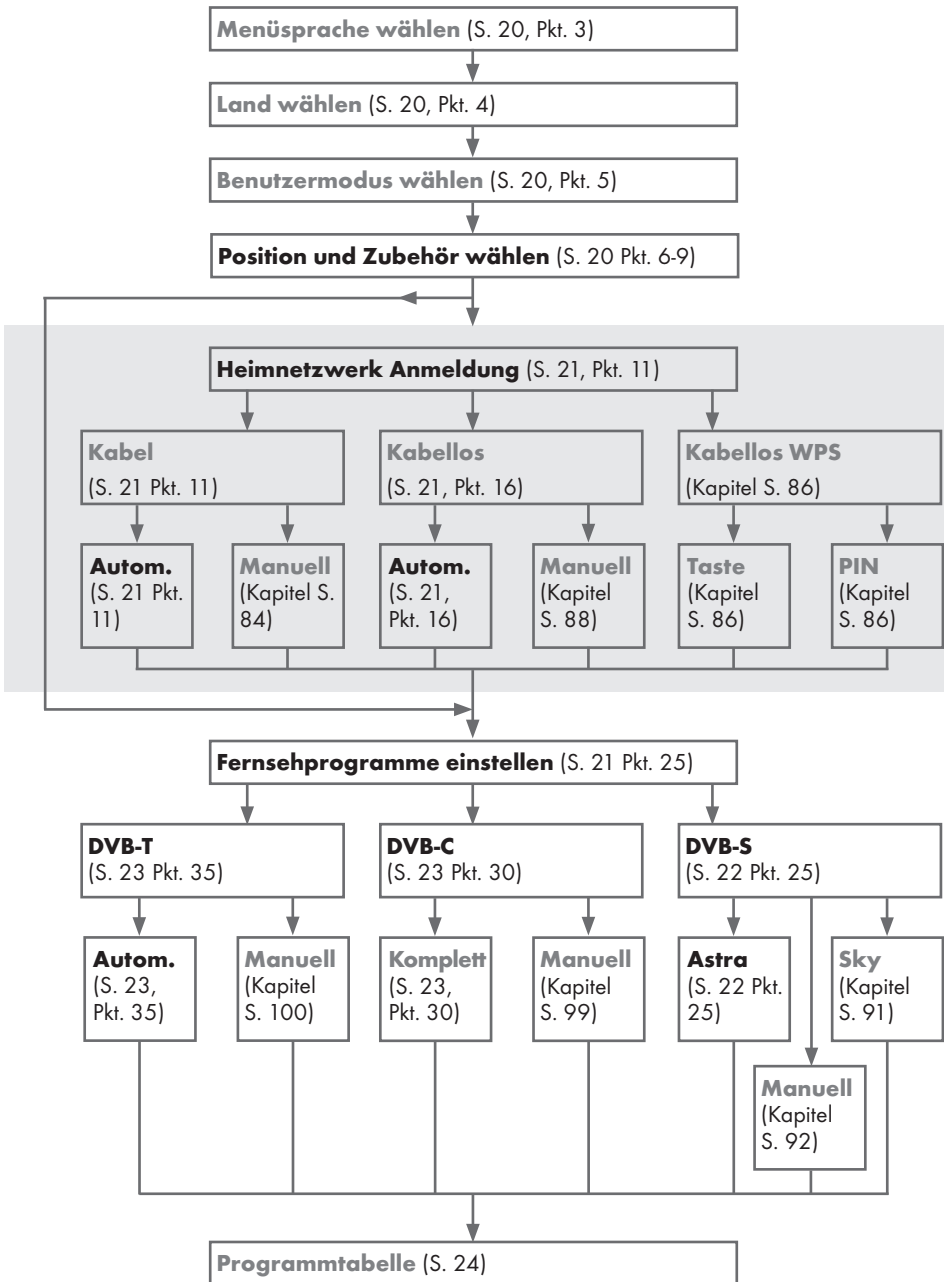 Menüsprache wählen (S. 20, Pkt. 3)
Land wählen (S. 20, Pkt. 4)
Benutzermodus wählen (S. 20, Pkt. 5)
Position und Zubehör wählen (S. 20 Pkt. 6-9)
Heimnetzwerk Anmeldung (S. 21, Pkt. 11)
Kabel
(S. 21 Pkt. 11)
Kabellos
(S. 21, Pkt. 16)
Kabellos WPS
(Kapitel S. 86)
Autom.
(S. 21 Pkt.
11)
Manuell
(Kapitel S.
84)
Autom.
(S. 21,
Pkt. 16)
Manuell
(Kapitel
S. 88)
Taste
(Kapitel
S. 86)
PIN
(Kapitel
S. 86)
Fernsehprogramme einstellen (S. 21 Pkt. 25)
DVB-T
(S. 23 Pkt. 35)
DVB-C
(S. 23 Pkt. 30)
DVB-S
(S. 22 Pkt. 25)
Autom.
(S. 23,
Pkt. 35)
Manuell
(Kapitel
S. 100)
Komplett
(S. 23,
Pkt. 30)
Manuell
(Kapitel
S. 99)
Astra
(S. 22 Pkt.
25)
Sky
(Kapitel
S. 91)
Manuell
(Kapitel
S. 92)
Programmtabelle (S. 24)